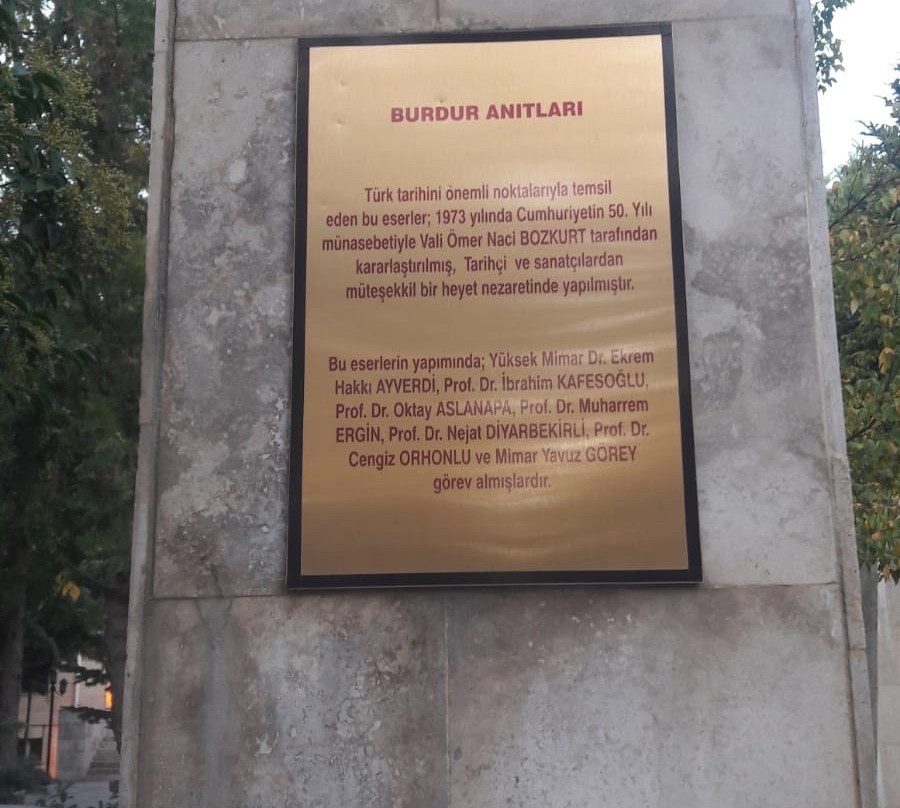 BURDUR ANITLARI
Türk tarihini önemli noktalarıyla temsil
eden bu eserler; 1973 yılında Cumhuriyetin 50. Yılı
münasebetiyle Vali Ömer Naci BOZKURT tarafından
kararlaştırılmış, Tarihçi ve sanatçılardan
müteşekkil bir heyet nezaretinde yapılmıştır.
Bu eserlerin yapımında; Yüksek Mimar Dr. Ekrem
Hakkı AYVERDİ, Prof. Dr. İbrahim KAFESOĞLU,
Prof. Dr. Oktay ASLANAPA, Prof. Dr. Muharrem
ERGİN, Prof. Dr. Nejat DİYARBEKİRLİ, Prof. Dr.
Cengiz ORHONLU ve Mimar Yavuz GÖREY
görev almışlardır.